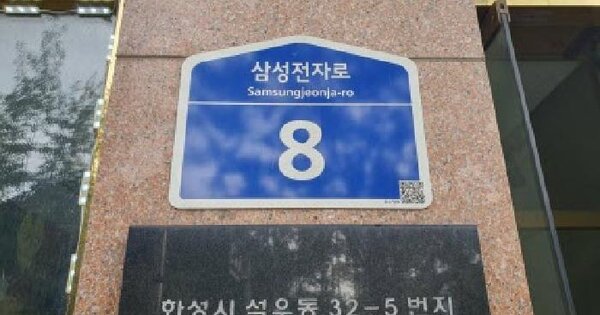 삼성전자로
Samsungjeonja-ro
8
화성시 석우동 32-5 번지